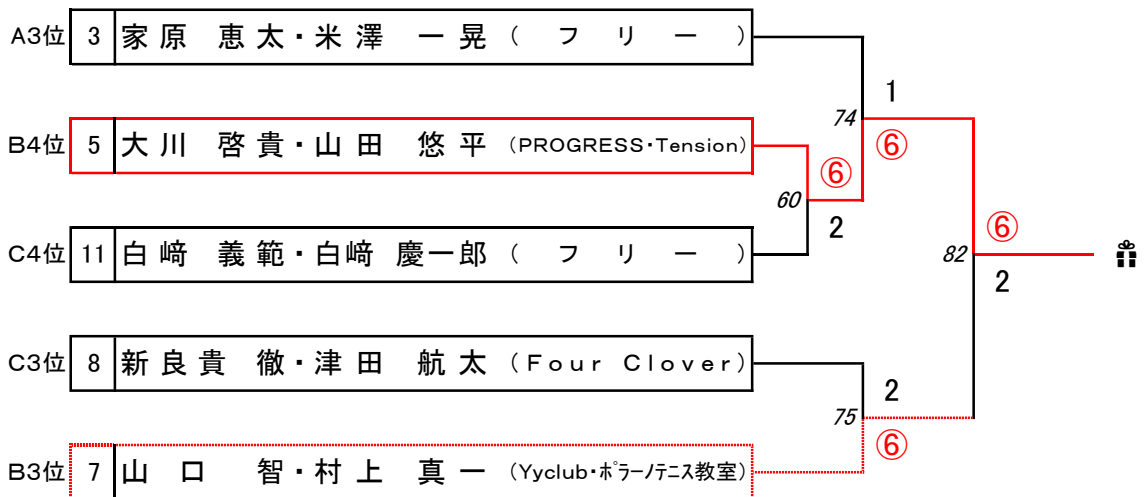 A3位 3 家原 恵太・米澤 一晃 ( フリー )
1
74
⑥
B4位 5 大川 啓貴・山田 悠平 (PROGRESS・Tension)
⑥
60
2
⑥
82
2
C4位 11 白﨑 義範・白﨑 慶一郎 ( フリー )
C3位 8 新良貴 徹・津田 航太 (Four Clover)
2
75
⑥
B3位 7 山口 智・村上 真一 (Yyclub・ポラーノテニス教室)